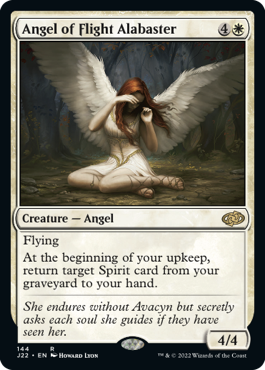 Angel of Flight Alabaster 4
Creature — Angel
Flying
At the beginning of your upkeep,
return target Spirit card from your
graveyard to your hand.
She endures without Avacyn but secretly
asks each soul she guides if they have
seen her.
4/4
144 R
J22 • EN Howard Lyon
™ & © 2022 Wizards of the Coast